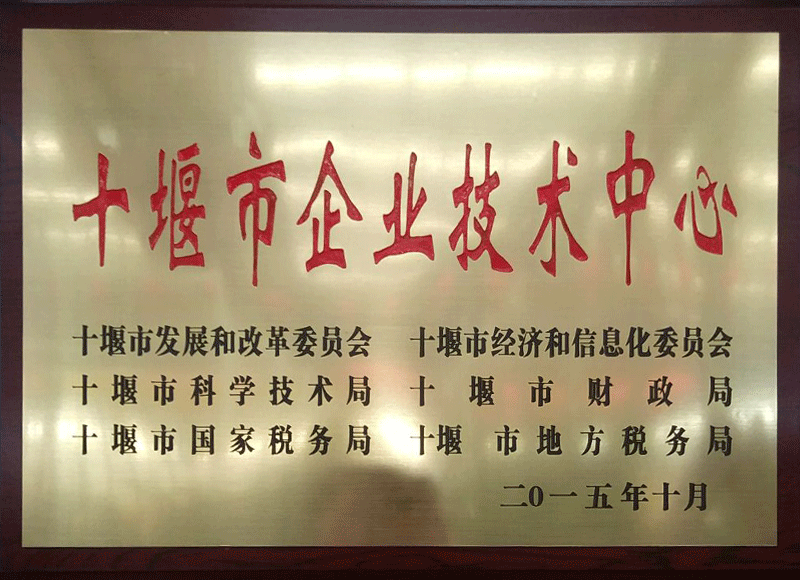 十堰市企业技术中心
十堰市发展和改革委员会 十堰市经济和信息化委员会
十堰市科学技术局 十堰市财政局
十堰市国家税务局 十堰市地方税务局
二0一五年十月